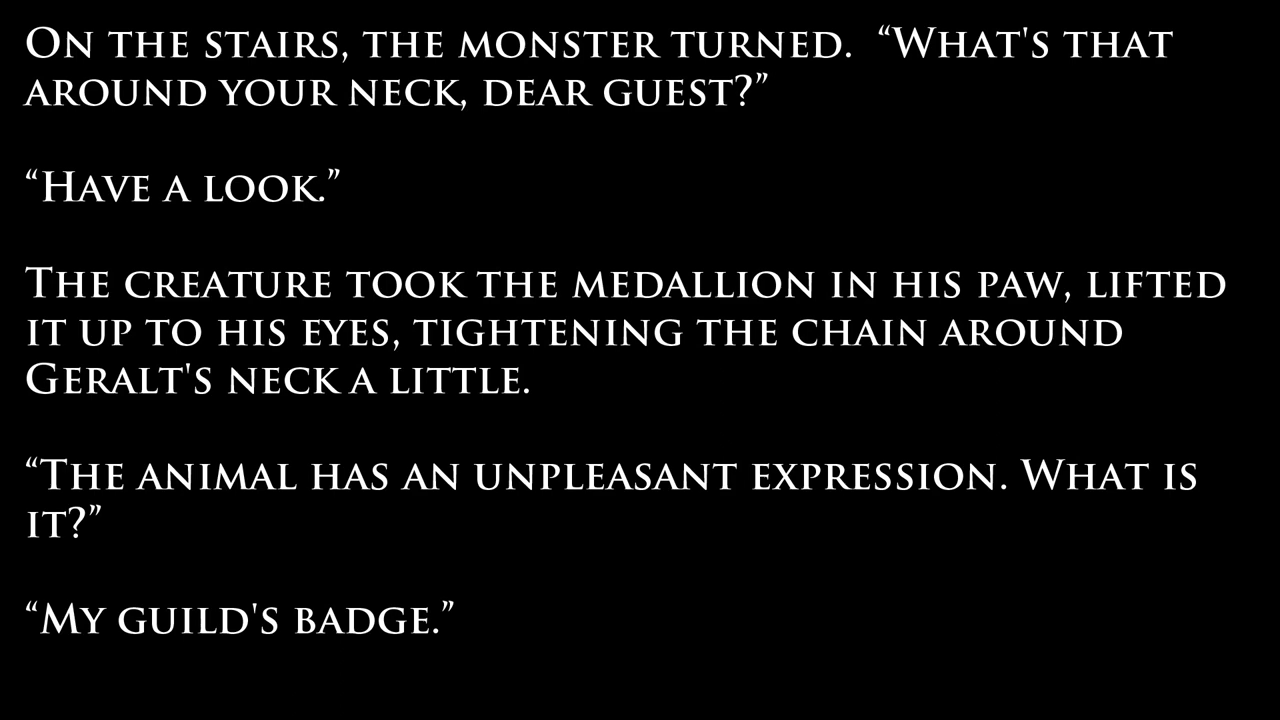 On the stairs, the monster turned.  “What's that
around your neck, dear guest?”
“Have a look.”
The creature took the medallion in his paw, lifted
it up to his eyes, tightening the chain around
Geralt's neck a little.
“The animal has an unpleasant expression. What is
it?”
“My guild's badge.”